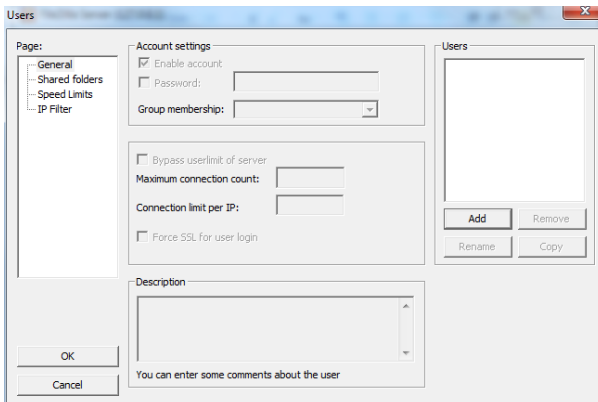 Users
Page:
General
Shared folders
Speed Limits
IP Filter
OK
Cancel
Account settings
Enable account
Password:
Group membership:
Bypass userlimit of server
Maximum connection count:
Connection limit per IP:
Force SSL for user login
Description
You can enter some comments about the user
Users
Add Remove
Rename Copy